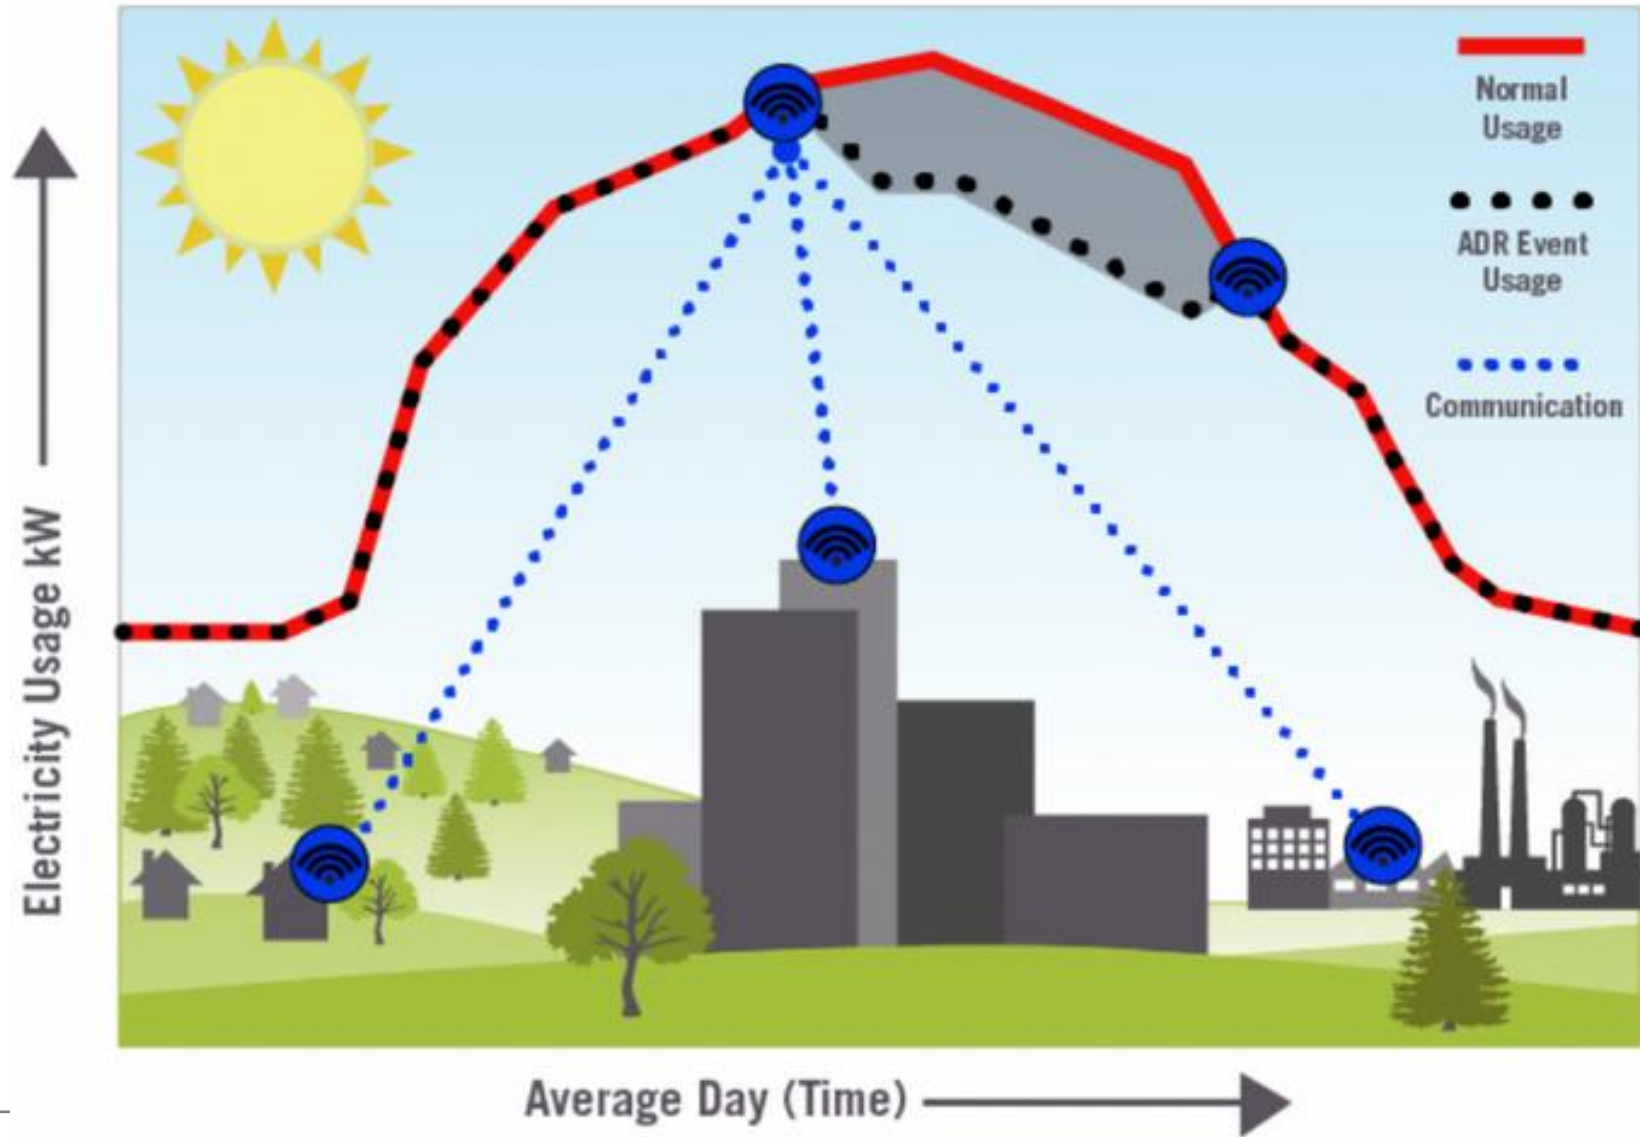 Normal
Usage
ADR Event
Usage
Communication
Electricity Usage kW
Average Day (Time)